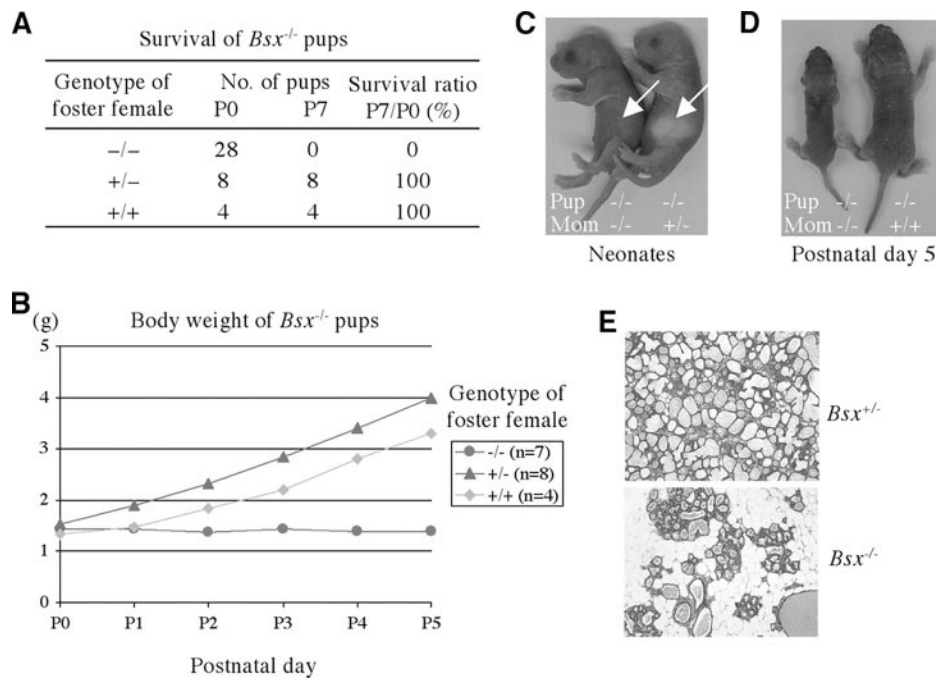 A
Survival of Bsx-/- pups
Genotype of foster female
No. of pups
Survival ratio
P0 P7 P7/P0 (%)
–/– 28 0 0
+/– 8 8 100
+/+ 4 4 100
B
(g)
Body weight of Bsx-/- pups
5
4
3
2
1
0
P0 P1 P2 P3 P4 P5
Postnatal day
Genotype of
foster female
-/- (n=7)
+/- (n=8)
+/+ (n=4)
C
Pup -/- -/-
Mom -/- +/-
Neonates
D
-/- -/-
-/- +/+
Postnatal day 5
E
Bsx+/-
Bsx-/-